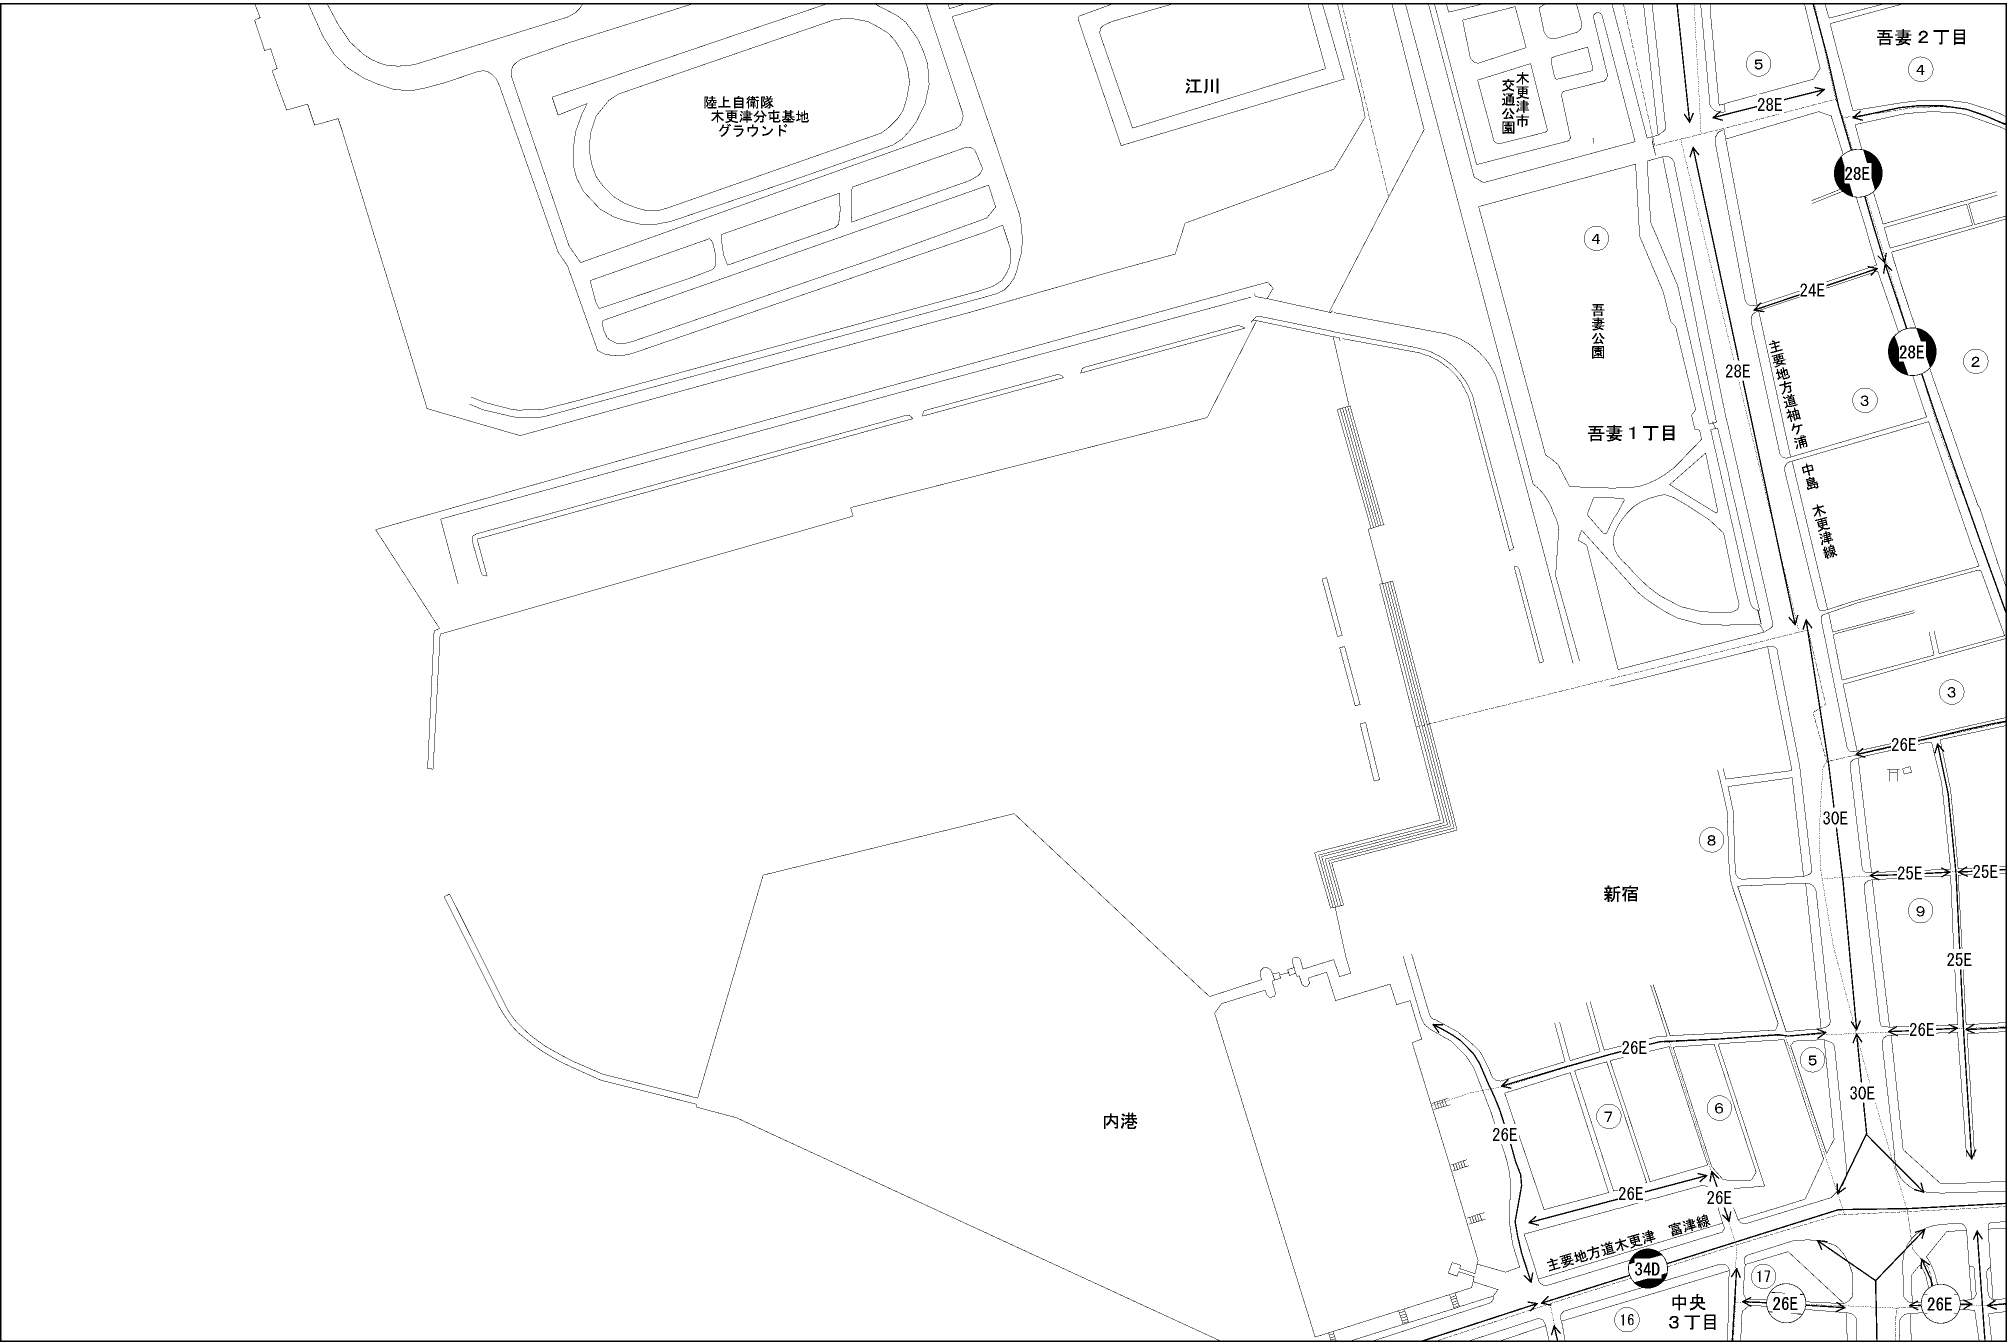 吾妻２丁目
⑤
④
28E
陸上自衛隊
木更津分屯基地
グラウンド
江川
木更津市
交通公園
28E
④
24E
吾妻公園
28E
28E
②
主要地方道袖ケ浦
③
吾妻１丁目
中島　木更津線
③
26E
30E
⑧
25E
25E
新宿
⑨
25E
26E
26E
⑤
30E
内港
⑦
⑥
26E
26E
26E
主要地方道木更津　富津線
34D
⑰
26E
26E
中央
３丁目
⑯